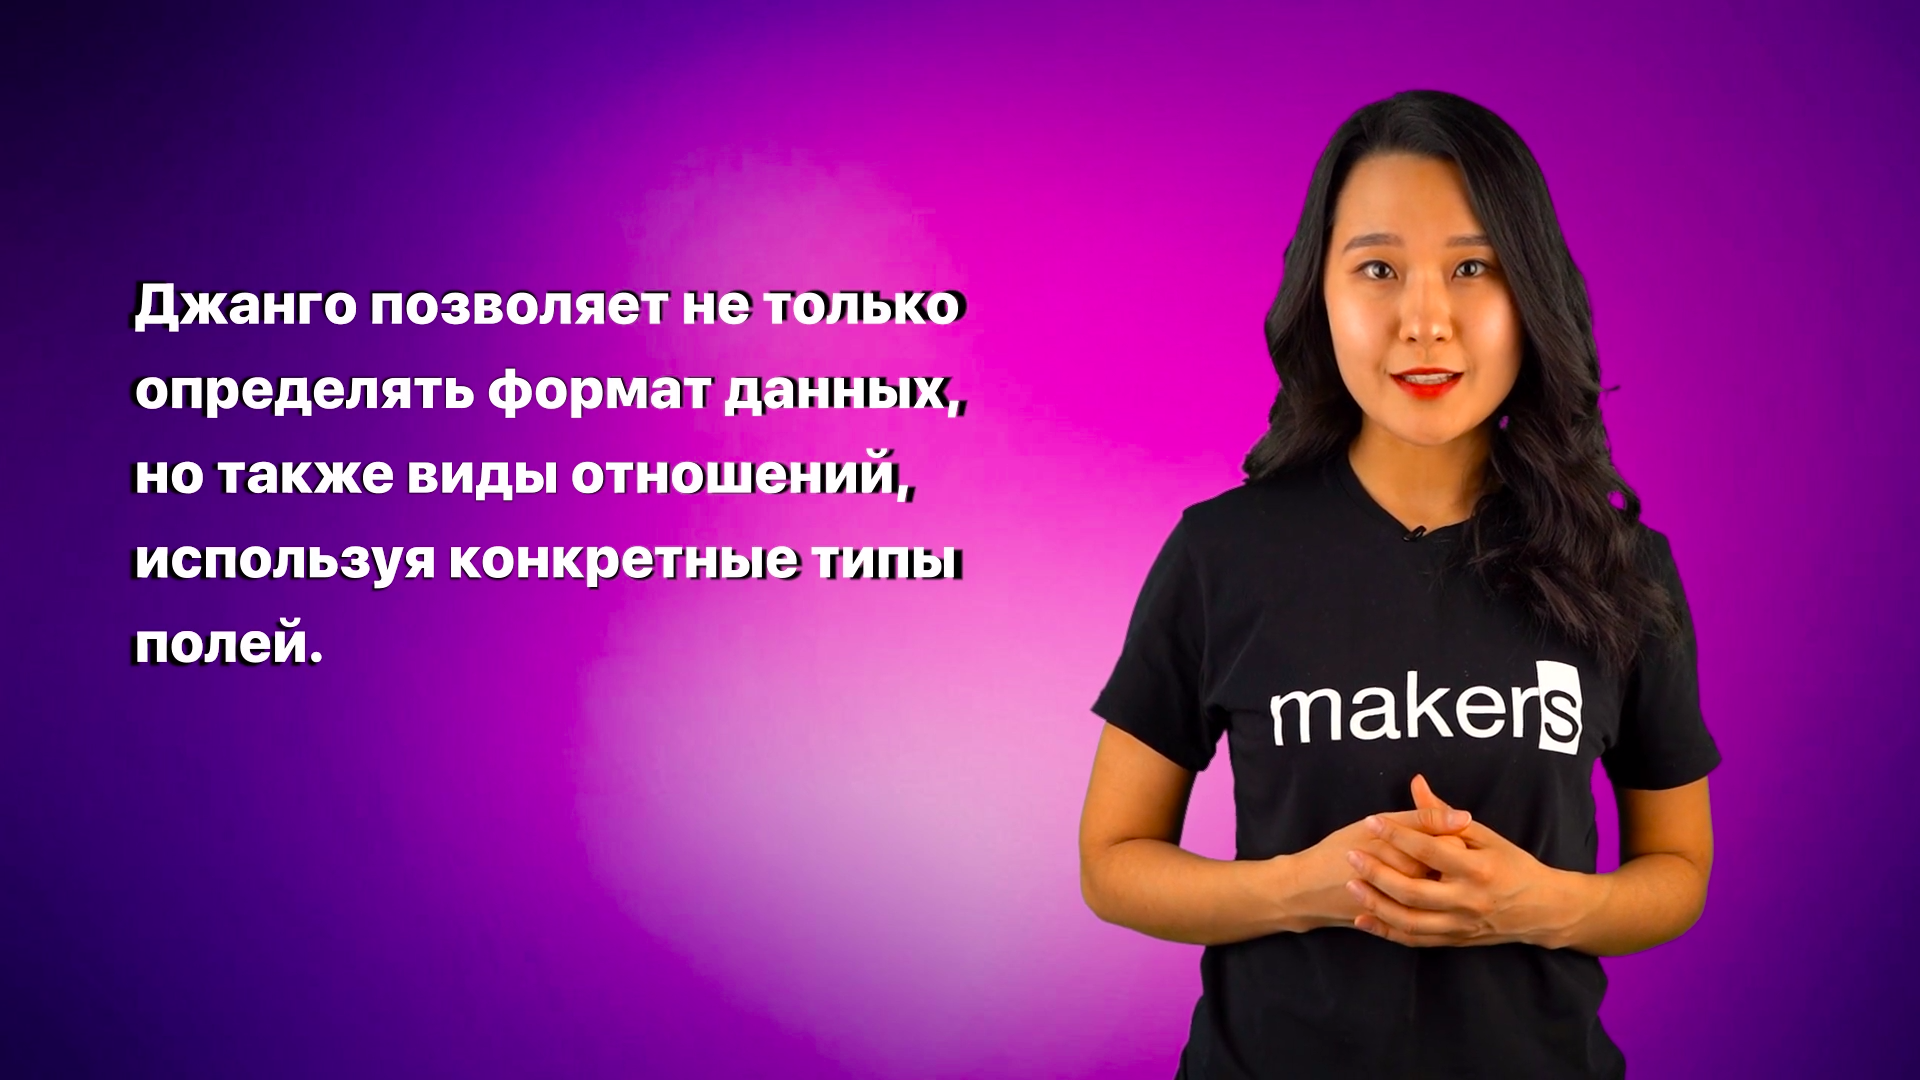 Джанго позволяет не только
определять формат данных,
но также виды отношений,
используя конкретные типы
полей.
makers